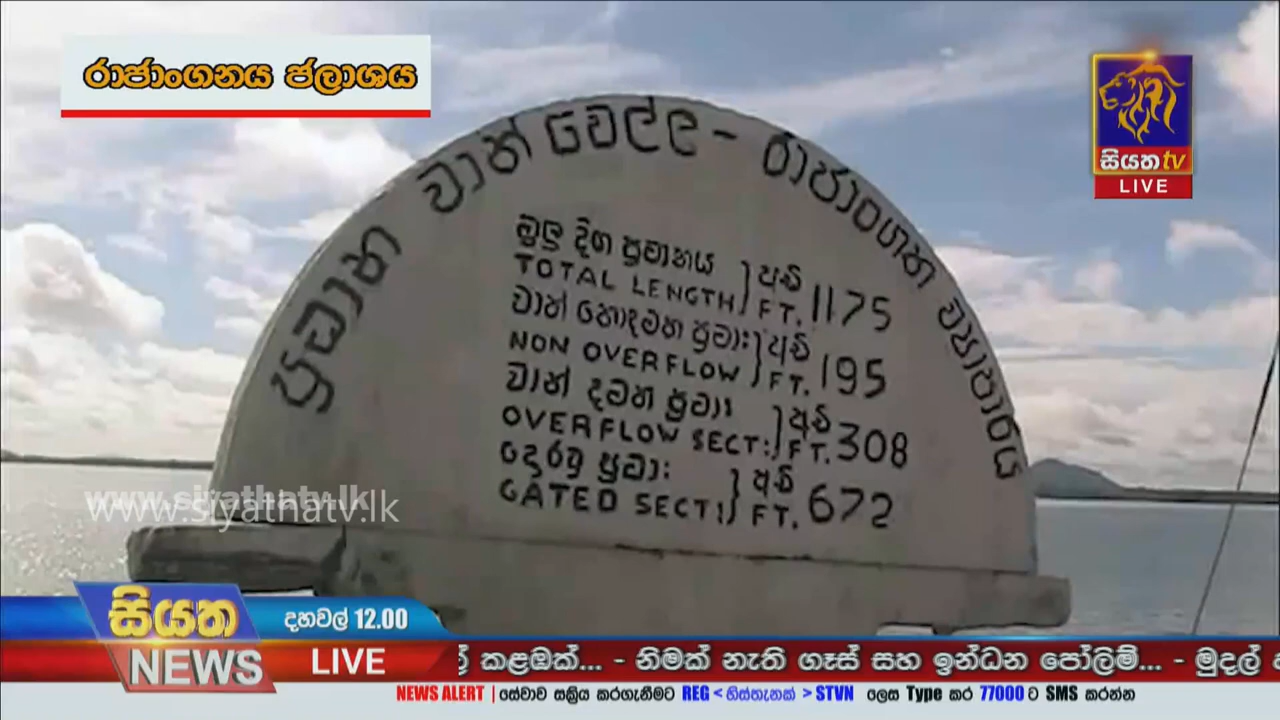 රාජාංගනය ජලාශය
සියත tv
LIVE
ප්‍රධාන වාන් වෙල්ල - රාජාංගන ව්‍යාපාරය
මුලු දිග ප්‍රමානය } අඩි 1175
TOTAL LENGTH } FT.
වාන් නොදමන ප්‍රටා: } අඩි 195
NON OVERFLOW } FT.
වාන් දමන ප්‍රටා: } අඩි 308
OVERFLOW SECT: } FT.
දොරවු ප්‍රටා: } අඩි 672
GATED SECT: } FT.
www.siyathatv.lk
සියත
NEWS
දහවල් 12.00
LIVE
කළඹක්... - නිමක් නැති ගෑස් සහ ඉන්ධන පෝලිම්... - මුදල්
NEWS ALERT | සේවාව සක්‍රිය කරගැනීමට REG < හිස්තැනක් > STVN ලෙස Type කර 77000 ට SMS කරන්න